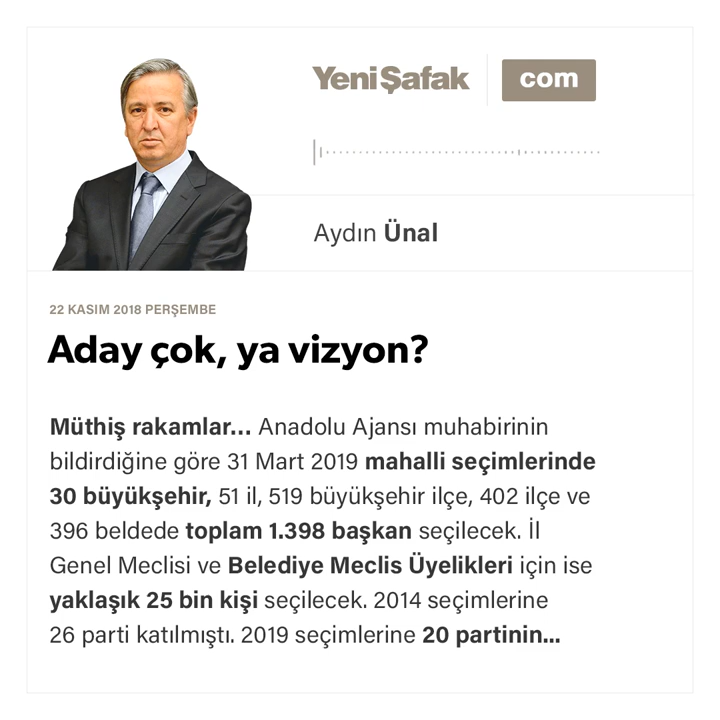 YeniŞafak com
Aydın Ünal
22 KASIM 2018 PERŞEMBE
Aday çok, ya vizyon?
Müthiş rakamlar... Anadolu Ajansı muhabirinin
bildirdiğine göre 31 Mart 2019 mahalli seçimlerinde
30 büyükşehir, 51 il, 519 büyükşehir ilçe, 402 ilçe ve
396 beldede toplam 1.398 başkan seçilecek. İl
Genel Meclisi ve Belediye Meclis Üyelikleri için ise
yaklaşık 25 bin kişi seçilecek. 2014 seçimlerine
26 parti katılmıştı. 2019 seçimlerine 20 partinin...